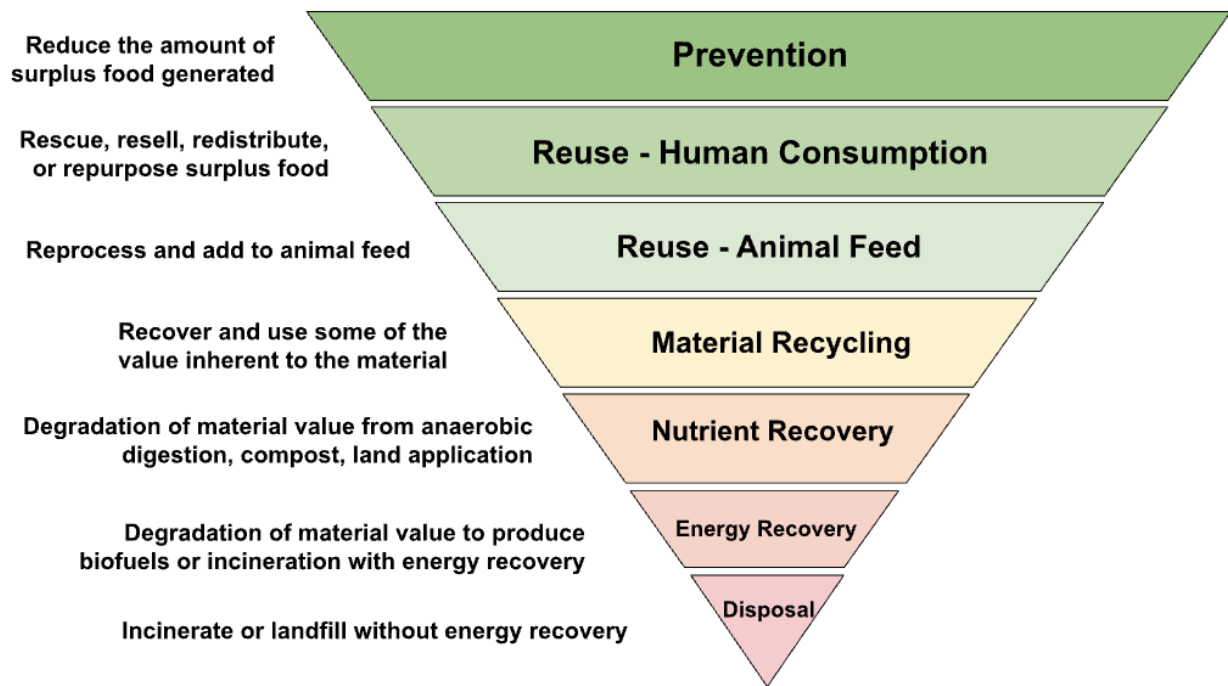 Prevention
Reduce the amount of
surplus food generated
Reuse - Human Consumption
Rescue, resell, redistribute,
or repurpose surplus food
Reuse - Animal Feed
Reprocess and add to animal feed
Material Recycling
Recover and use some of the
value inherent to the material
Nutrient Recovery
Degradation of material value from anaerobic
digestion, compost, land application
Energy Recovery
Degradation of material value to produce
biofuels or incineration with energy recovery
Disposal
Incinerate or landfill without energy recovery